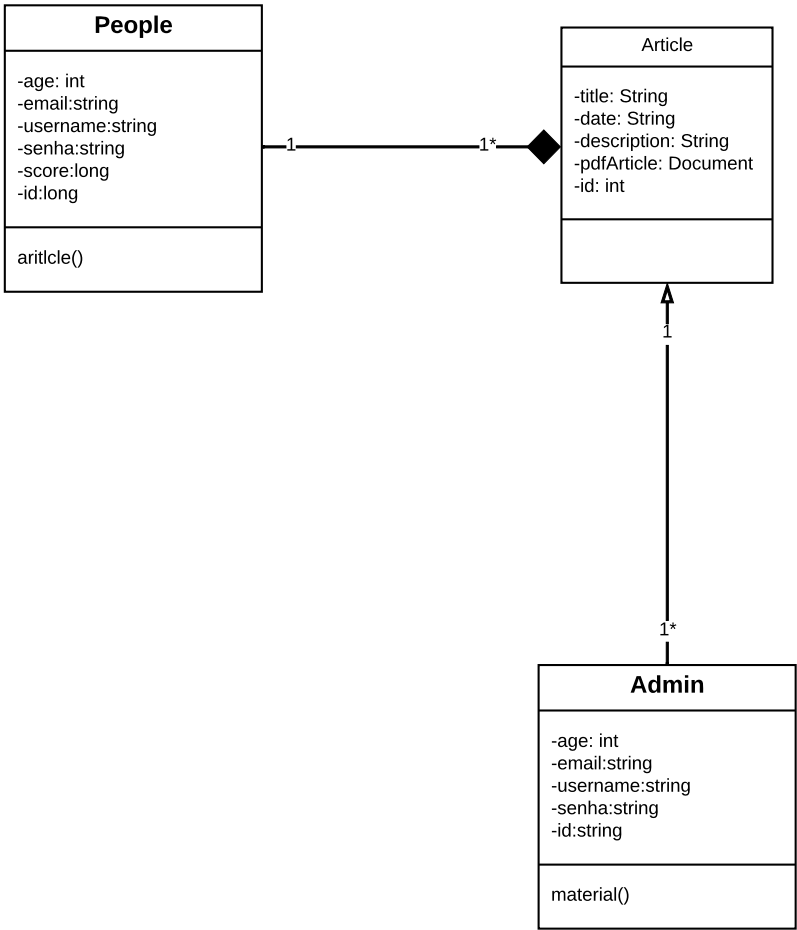 People
-age: int
-email:string
-username:string
-senha:string
-score:long
-id:long
aritlcle()
1
1*
Article
-title: String
-date: String
-description: String
-pdfArticle: Document
-id: int
1
1*
Admin
-age: int
-email:string
-username:string
-senha:string
-id:string
material()